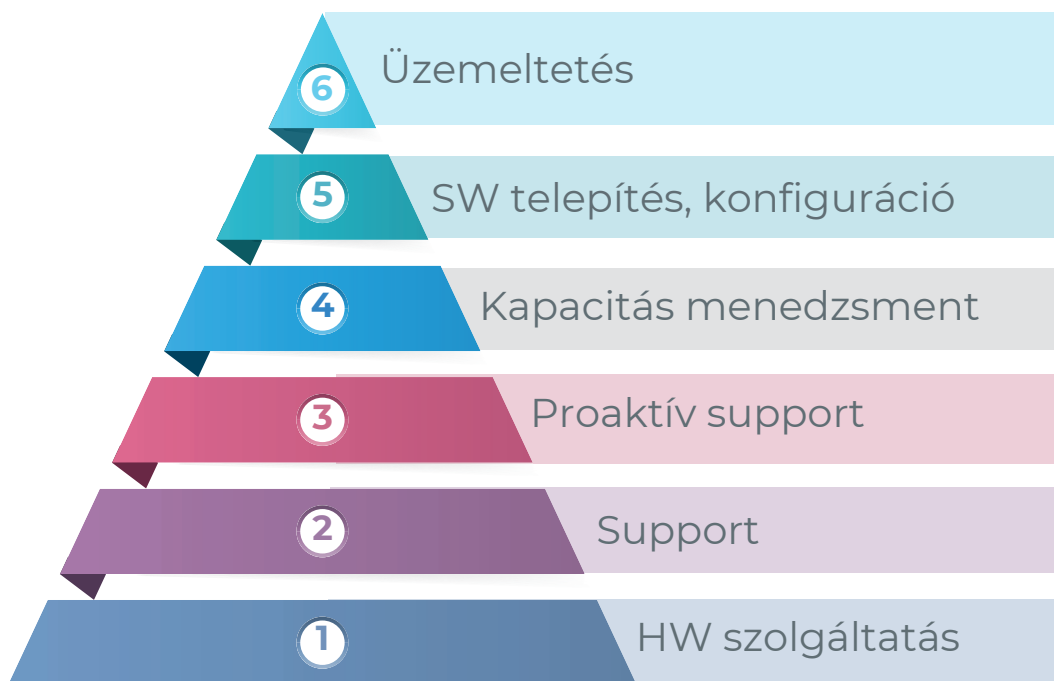 6 Üzemeltetés
5 SW telepítés, konfiguráció
4 Kapacitás menedzsment
3 Proaktív support
2 Support
1 HW szolgáltatás